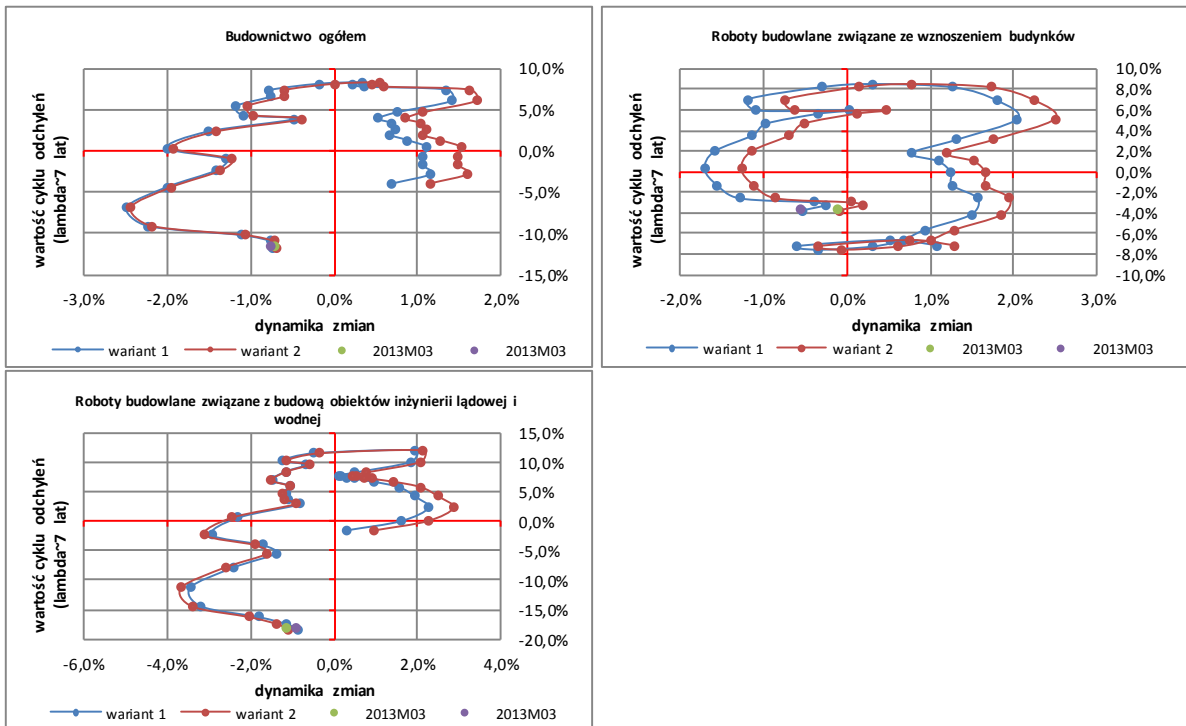 Budownictwo ogółem
wartość cyklu odchyleń
(lambda~7 lat)
10,0%
5,0%
0,0%
-5,0%
-10,0%
-15,0%
-3,0% -2,0% -1,0% 0,0% 1,0% 2,0%
dynamika zmian
wariant 1 wariant 2 2013M03 2013M03
Roboty budowlane związane ze wznoszeniem budynków
wartość cyklu odchyleń
(lambda~7 lat)
10,0%
8,0%
6,0%
4,0%
2,0%
0,0%
-2,0%
-4,0%
-6,0%
-8,0%
-10,0%
-2,0% -1,0% 0,0% 1,0% 2,0% 3,0%
dynamika zmian
wariant 1 wariant 2 2013M03 2013M03
Roboty budowlane związane z budową obiektów inżynierii lądowej i
wodnej
wartość cyklu odchyleń
(lambda~7 lat)
15,0%
10,0%
5,0%
0,0%
-5,0%
-10,0%
-15,0%
-20,0%
-6,0% -4,0% -2,0% 0,0% 2,0% 4,0%
dynamika zmian
wariant 1 wariant 2 2013M03 2013M03